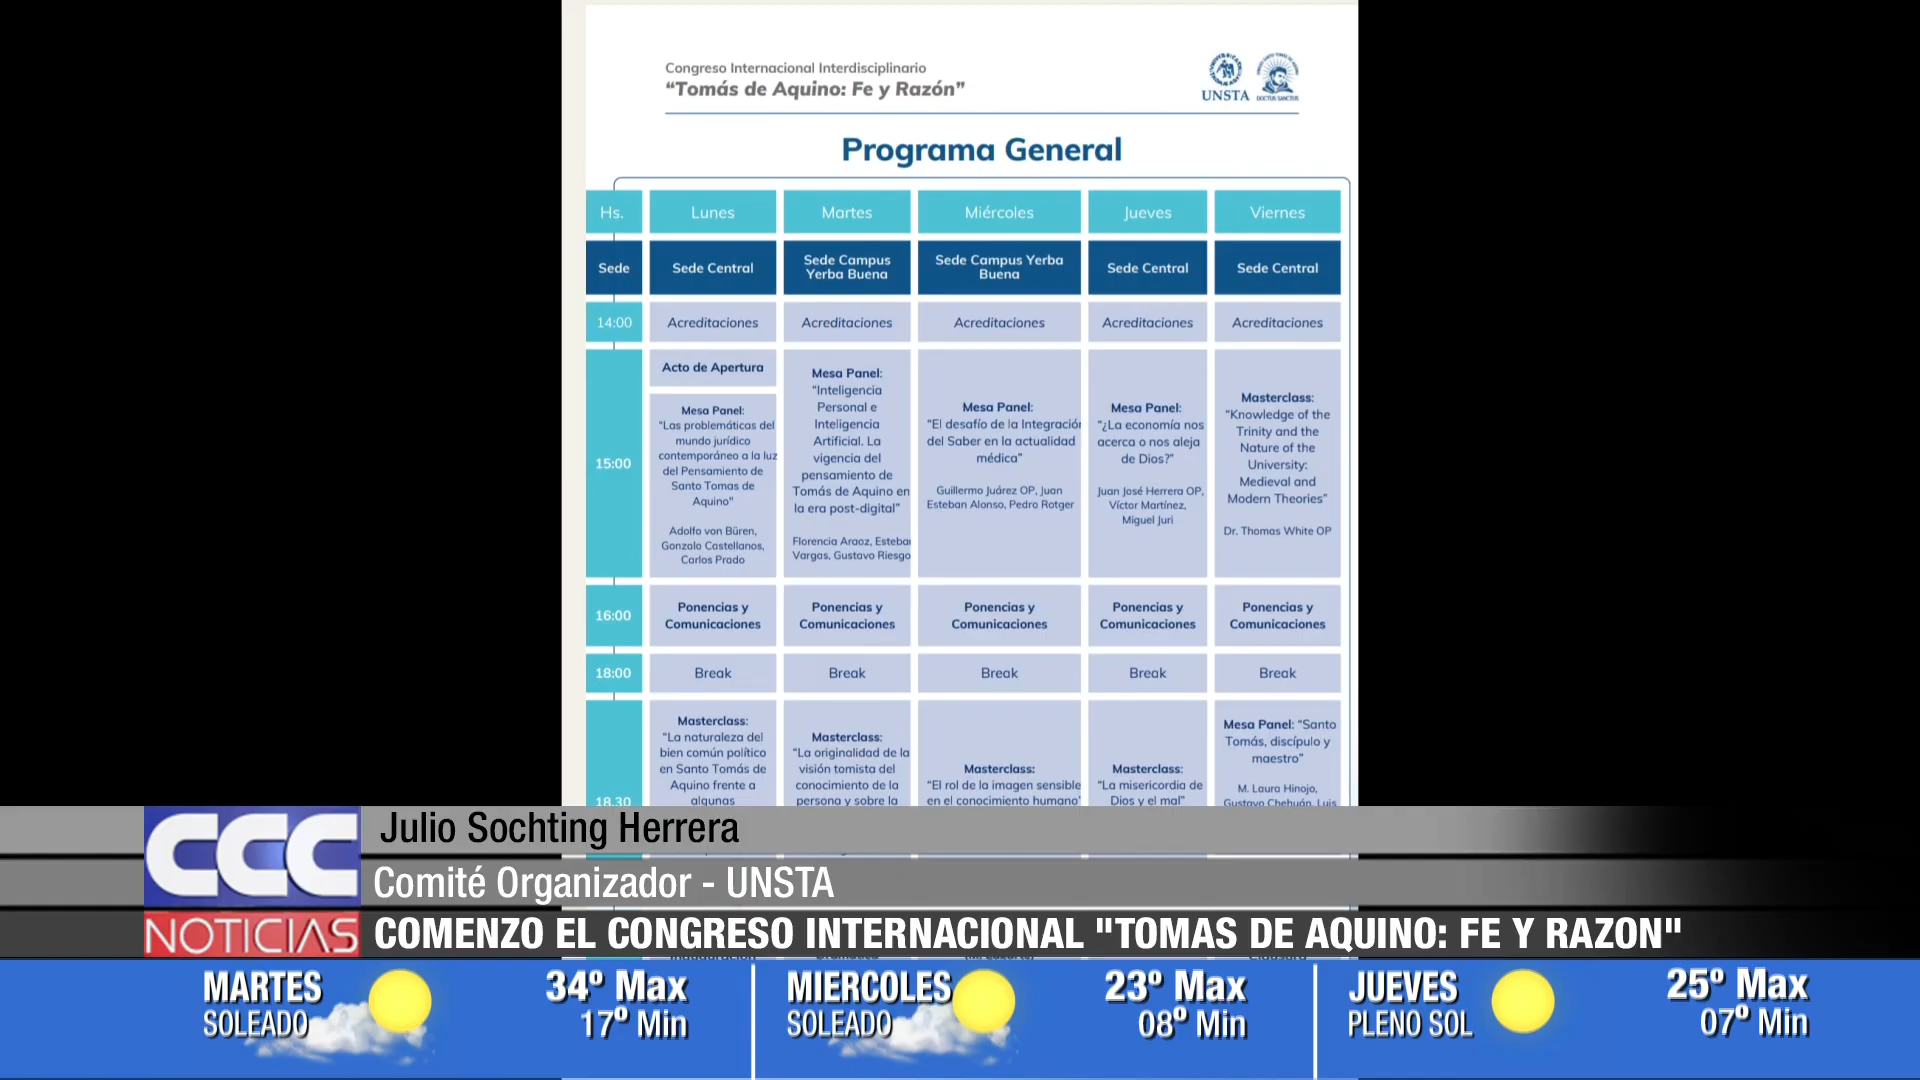 Congreso Internacional Interdisciplinario
“Tomás de Aquino: Fe y Razón”
UNSTA
DOCTUS SANCTUS
Programa General
Hs.
Lunes
Martes
Miércoles
Jueves
Viernes
Sede
Sede Central
Sede Campus
Yerba Buena
Sede Campus Yerba
Buena
Sede Central
Sede Central
14:00
Acreditaciones
Acreditaciones
Acreditaciones
Acreditaciones
Acreditaciones
15:00
Acto de Apertura
Mesa Panel:
“Las problemáticas del
mundo jurídico
contemporáneo a la luz
del Pensamiento de
Santo Tomas de
Aquino"
Adolfo von Büren,
Gonzalo Castellanos,
Carlos Prado
Mesa Panel:
“Inteligencia
Personal e
Inteligencia
Artificial. La
vigencia del
pensamiento de
Tomás de Aquino en
la era post-digital”
Florencia Araoz, Esteban
Vargas, Gustavo Riesgo
Mesa Panel:
“El desafío de la Integración
del Saber en la actualidad
médica”
Guillermo Juárez OP, Juan
Esteban Alonso, Pedro Rotger
Mesa Panel:
“¿La economía nos
acerca o nos aleja
de Dios?”
Juan José Herrera OP,
Víctor Martínez,
Miguel Juri
Masterclass:
“Knowledge of the
Trinity and the
Nature of the
University:
Medieval and
Modern Theories”
Dr. Thomas White OP
16:00
Ponencias y
Comunicaciones
Ponencias y
Comunicaciones
Ponencias y
Comunicaciones
Ponencias y
Comunicaciones
Ponencias y
Comunicaciones
18:00
Break
Break
Break
Break
Break
18.30
Masterclass:
“La naturaleza del
bien común político
en Santo Tomás de
Aquino frente a
algunas
Masterclass:
“La originalidad de la
visión tomista del
conocimiento de la
persona y sobre la
Masterclass:
“El rol de la imagen sensible
en el conocimiento humano”
Masterclass:
“La misericordia de
Dios y el mal”
Mesa Panel: “Santo
Tomás, discípulo y
maestro”
M. Laura Hinojo,
Gustavo Chehuán, Luis
CCC
NOTICIAS
Julio Sochting Herrera
Comité Organizador - UNSTA
COMENZO EL CONGRESO INTERNACIONAL "TOMAS DE AQUINO: FE Y RAZON"
MARTES
SOLEADO
34º Max
17º Min
MIERCOLES
SOLEADO
23º Max
08º Min
JUEVES
PLENO SOL
25º Max
07º Min